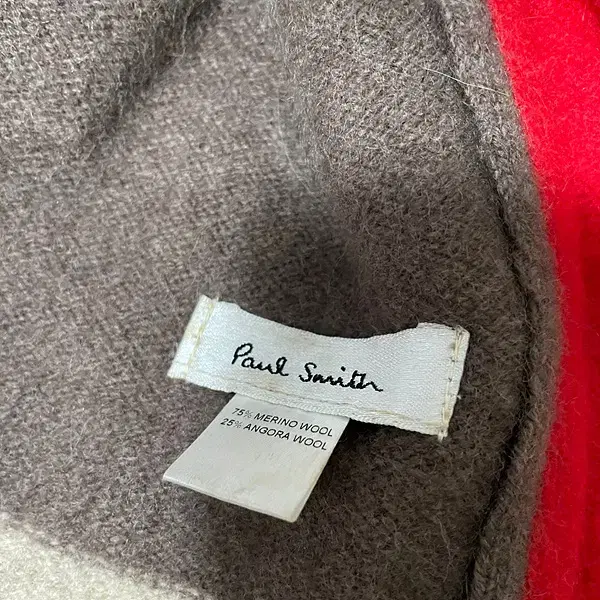 Paul Smith
75% MERINO WOOL
25% ANGORA WOOL